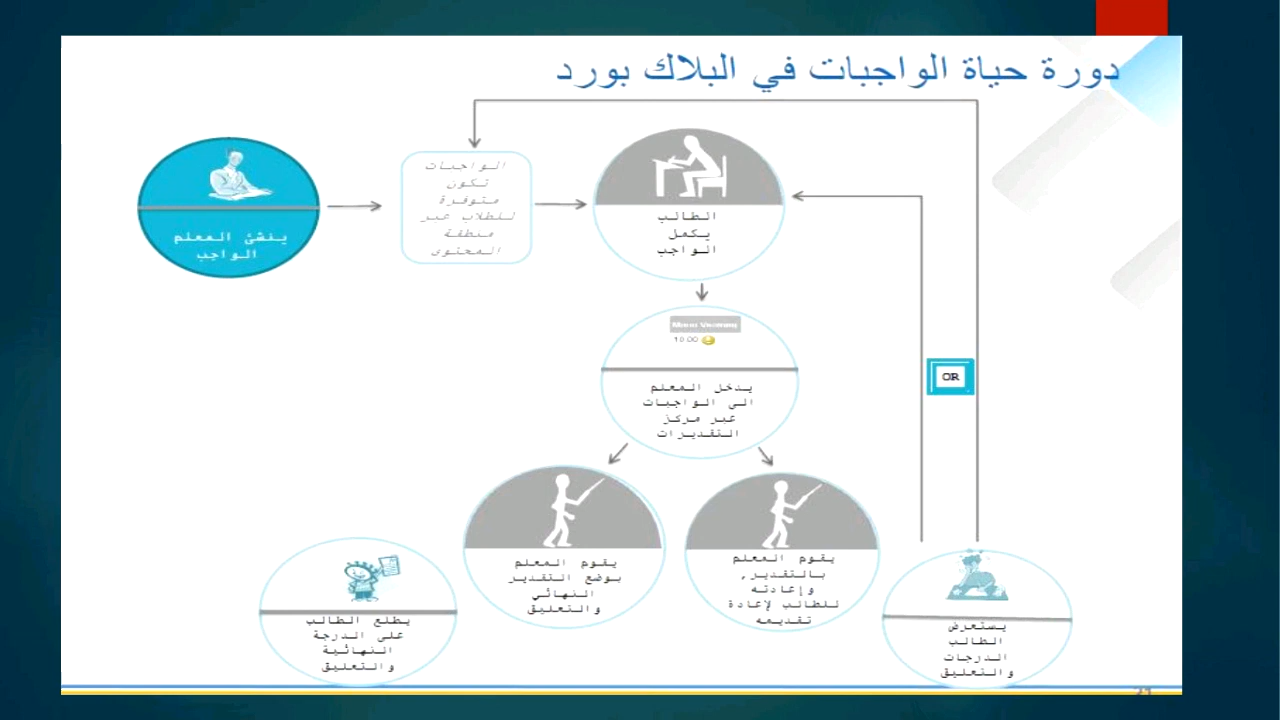 دورة حياة الواجبات في البلاك بورد
ينشئ المعلم
الواجب
الواجبات
تكون
متوفرة
للطلاب عبر
منطقة
المحتوى
الطالب
يكمل
الواجب
10.00
يدخل المعلم
الى الواجبات
عبر مركز
التقديرات
OR
يقوم المعلم
بالتقدير,
وإعادته
للطالب لإعادة
تقديمه
يقوم المعلم
بوضع التقدير
النهائي
والتعليق
يستعرض
الطالب
الدرجات
والتعليق
يطلع الطالب
على الدرجة
النهائية
والتعليق
21